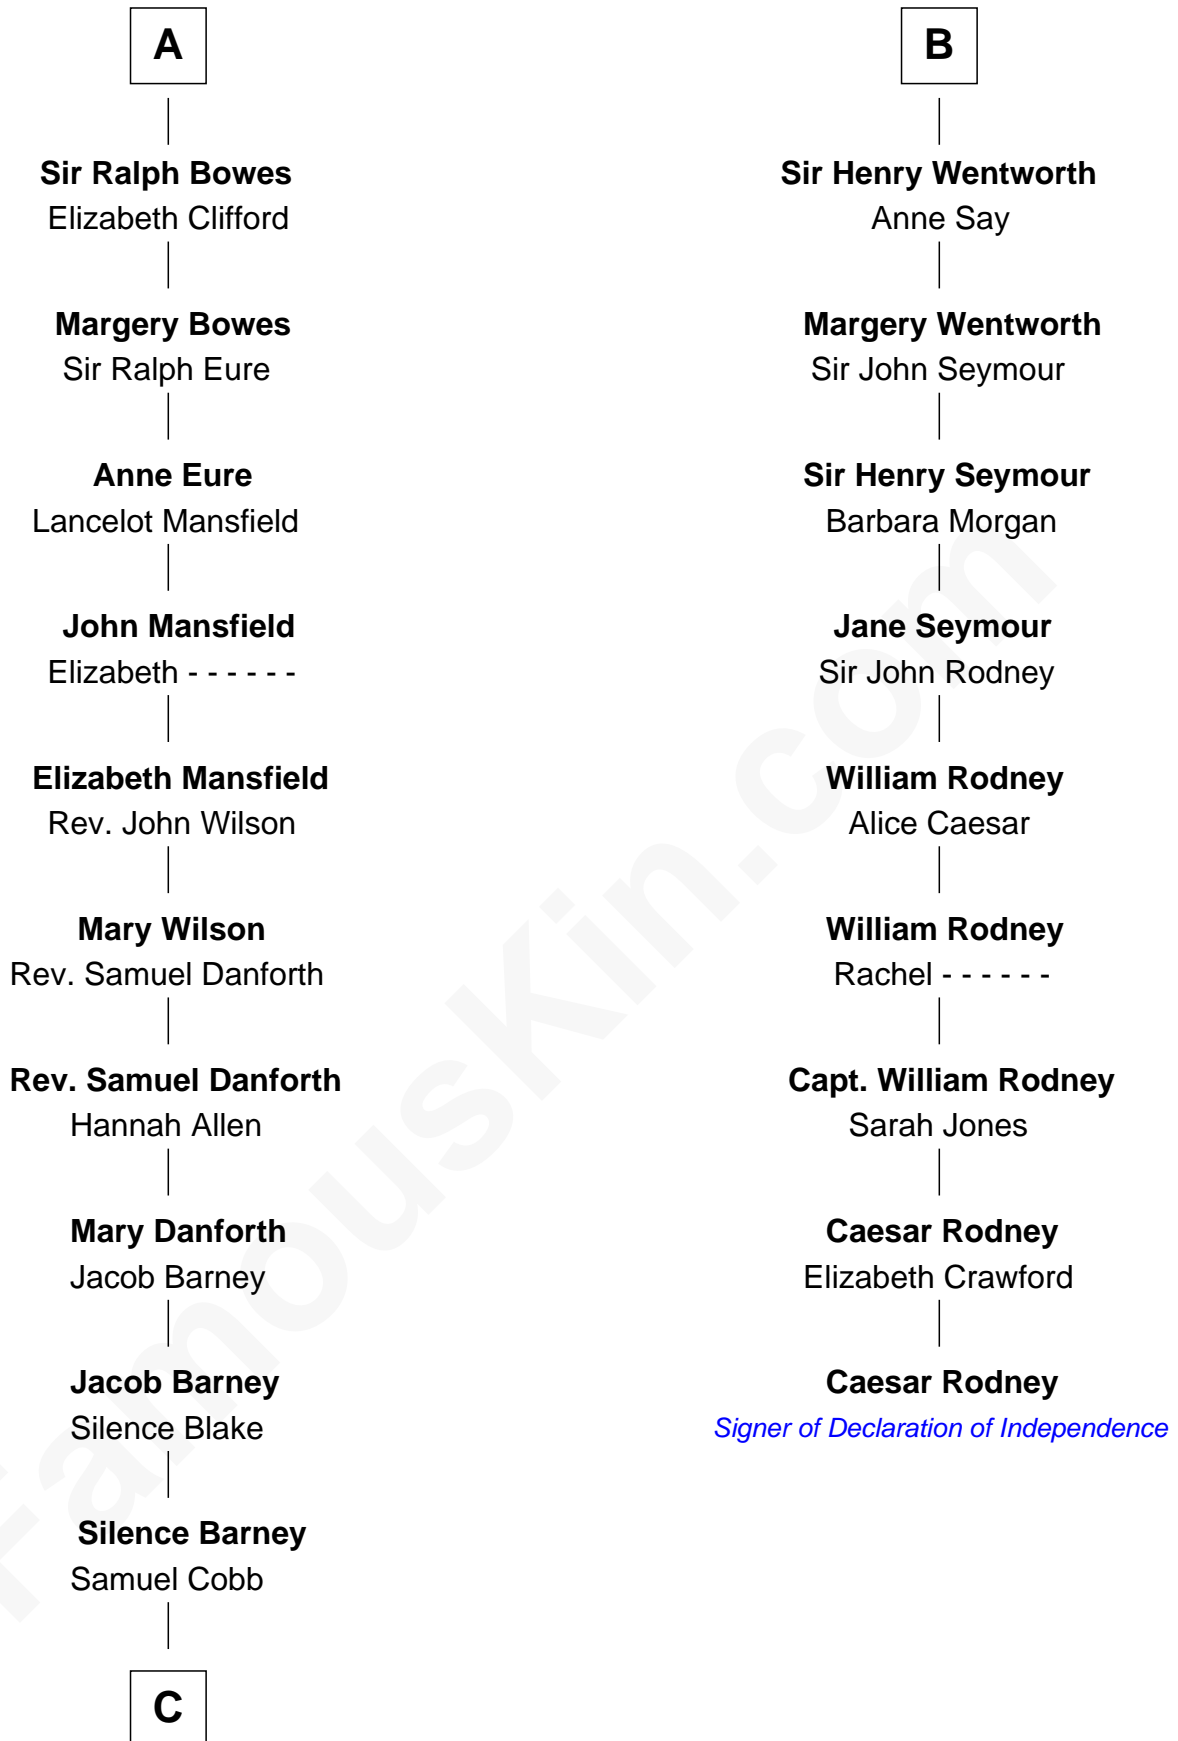 A
Sir Ralph Bowes
Elizabeth Clifford
Margery Bowes
Sir Ralph Eure
Anne Eure
Lancelot Mansfield
John Mansfield
Elizabeth - - - - - -
Elizabeth Mansfield
Rev. John Wilson
Mary Wilson
Rev. Samuel Danforth
Rev. Samuel Danforth
Hannah Allen
Mary Danforth
Jacob Barney
Jacob Barney
Silence Blake
Silence Barney
Samuel Cobb
C
B
Sir Henry Wentworth
Anne Say
Margery Wentworth
Sir John Seymour
Sir Henry Seymour
Barbara Morgan
Jane Seymour
Sir John Rodney
William Rodney
Alice Caesar
William Rodney
Rachel - - - - - -
Capt. William Rodney
Sarah Jones
Caesar Rodney
Elizabeth Crawford
Caesar Rodney
Signer of Declaration of Independence
FamousKin.com